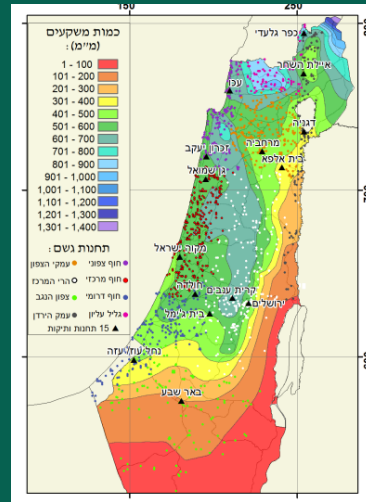 150
250
כמות משקעים
(מ"מ):
1 - 100
101 - 200
201 - 300
301 - 400
401 - 500
501 - 600
601 - 700
701 - 800
801 - 900
901 - 1,000
1,001 - 1,100
1,101 - 1,200
1,201 - 1,300
1,301 - 1,400
תחנות גשם:
חוף צפוני
עמקי הצפון
חוף מרכזי
הרי המרכז
חוף דרומי
צפון הנגב
גליל עליון
עמק הירדן
15 תחנות ותיקות
כפר גלעדי
איילת השחר
עכו
דגניה
מרחביה
זכרון יעקב
בית אלפא
גן שמואל
מקוה ישראל
קרית ענבים
חולדה
ירושלים
בית ג'ימל
נחל עוז/עזה
באר שבע